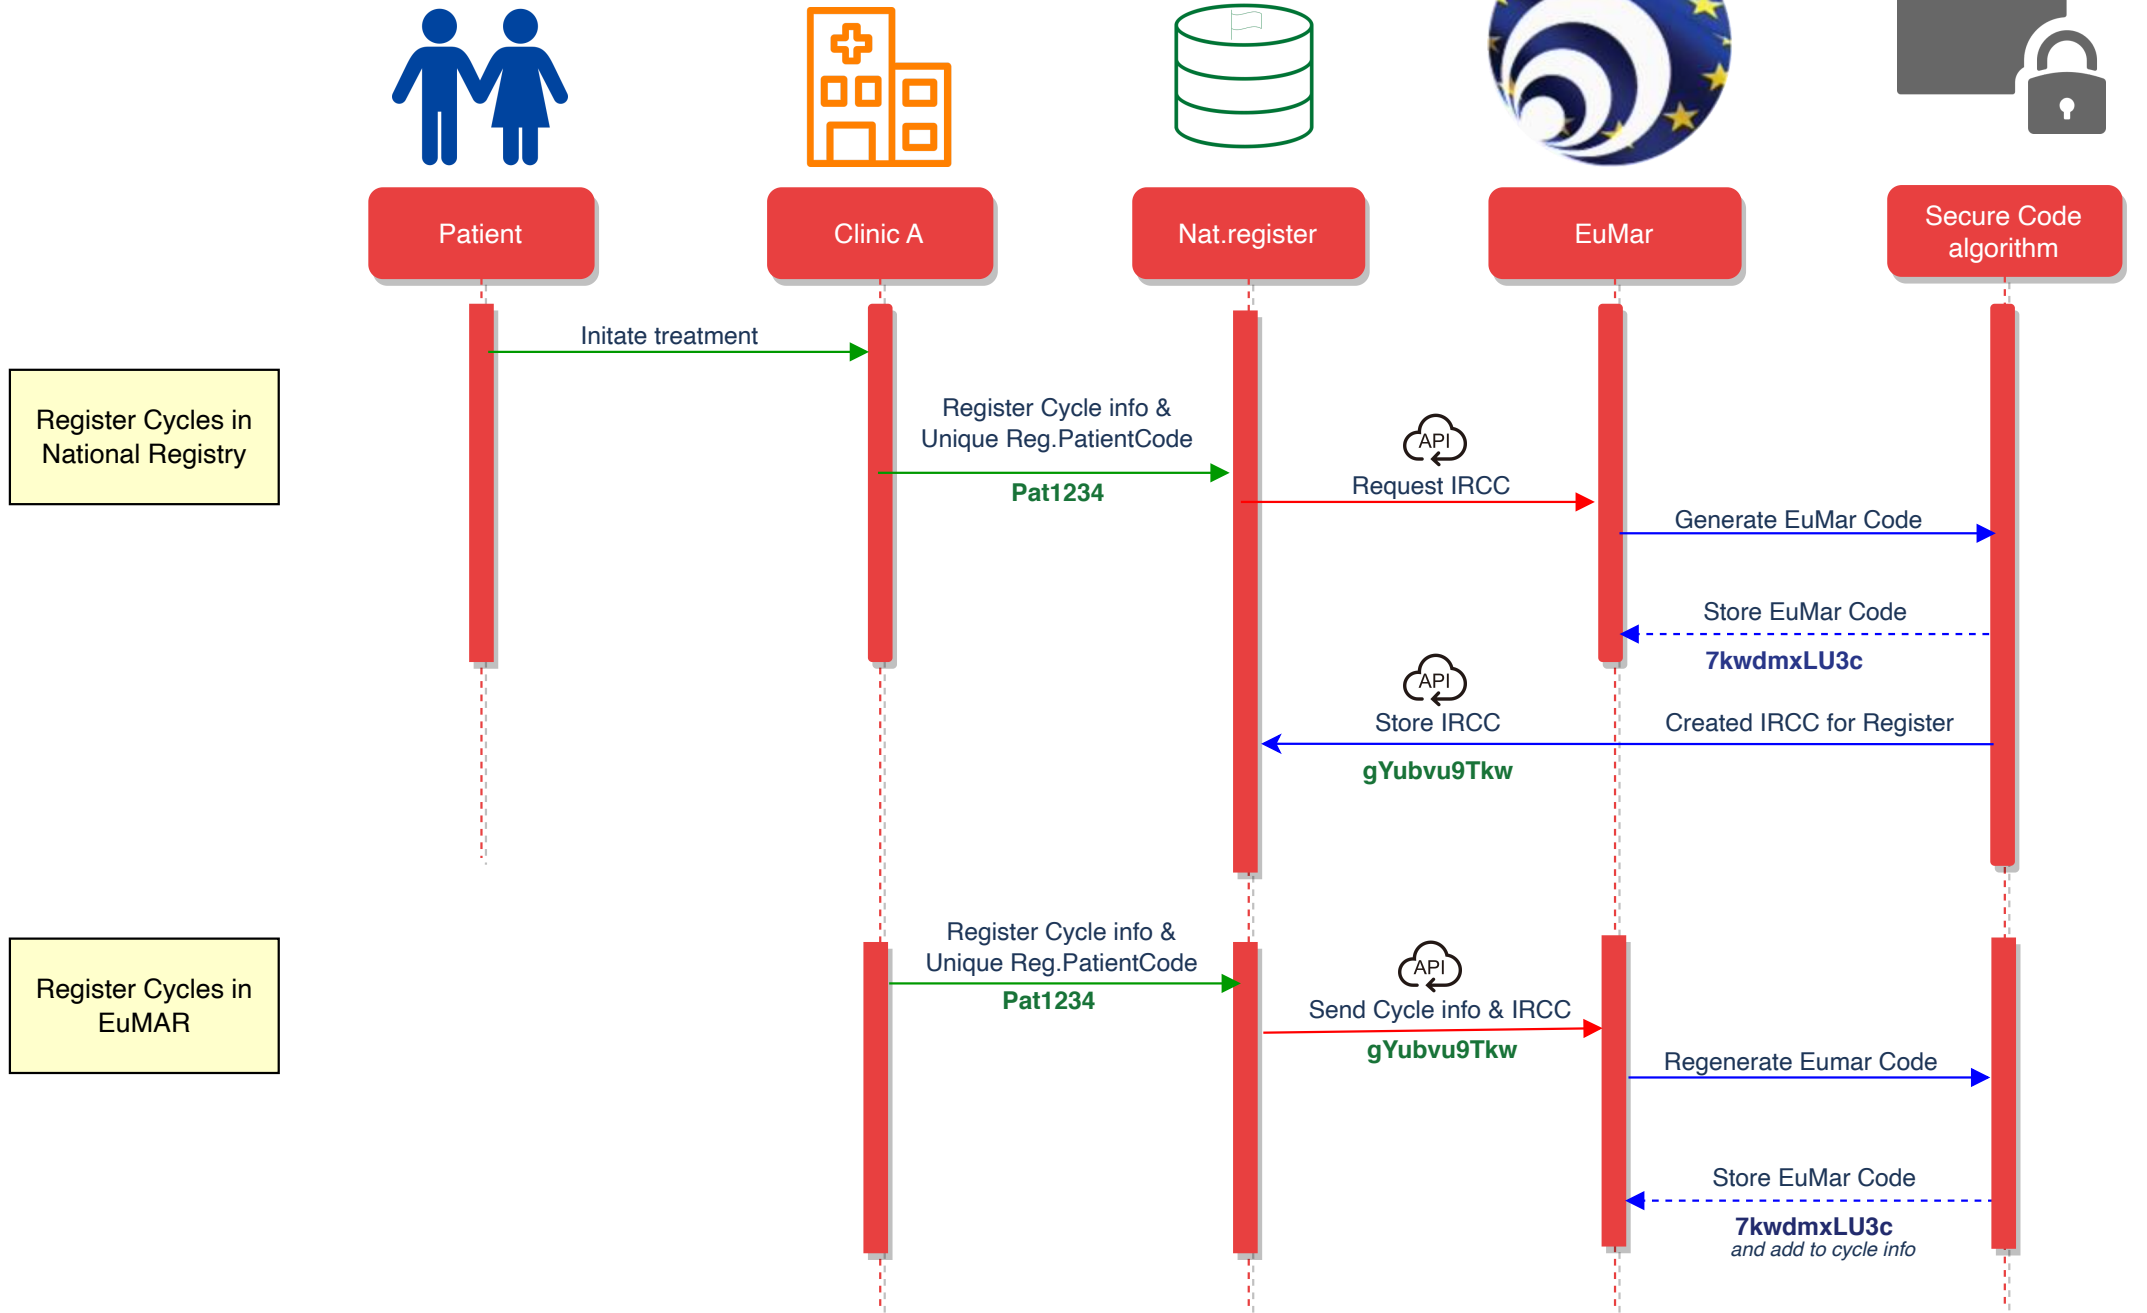 Patient
Clinic A
Nat.register
EuMar
Secure Code
algorithm
Initate treatment
Register Cycles in
National Registry
Register Cycle info &
Unique Reg.PatientCode
Pat1234
API
Request IRCC
Generate EuMar Code
Store EuMar Code
7kwdmxLU3c
API
Store IRCC
Created IRCC for Register
gYubvu9Tkw
Register Cycles in
EuMAR
Register Cycle info &
Unique Reg.PatientCode
Pat1234
API
Send Cycle info & IRCC
gYubvu9Tkw
Regenerate Eumar Code
Store EuMar Code
7kwdmxLU3c
and add to cycle info